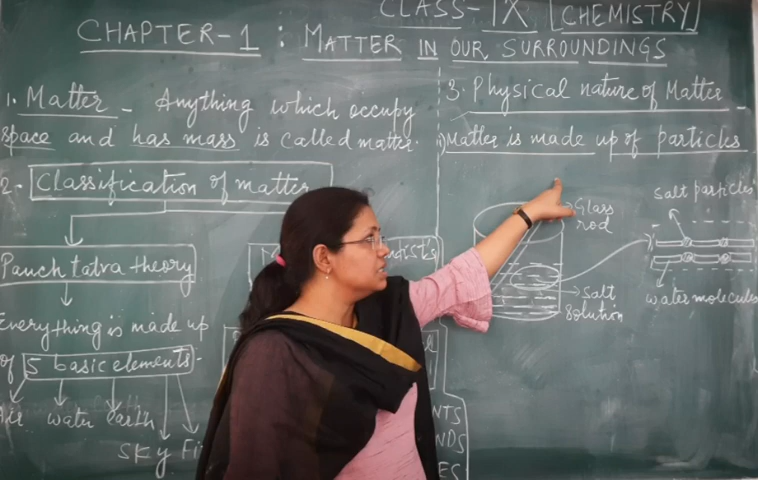 CLASS-IX [CHEMISTRY]
CHAPTER-1 : MATTER IN OUR SURROUNDINGS
1. Matter - Anything which occupy
space and has mass is called matter.
2. Classification of matter
Panch tatva theory
Everything is made up
of 5 basic elements-
water earth
SKY
3. Physical nature of Matter -
i) Matter is made up of particles
Glass
rod
Salt
Solution
salt particles
water molecules